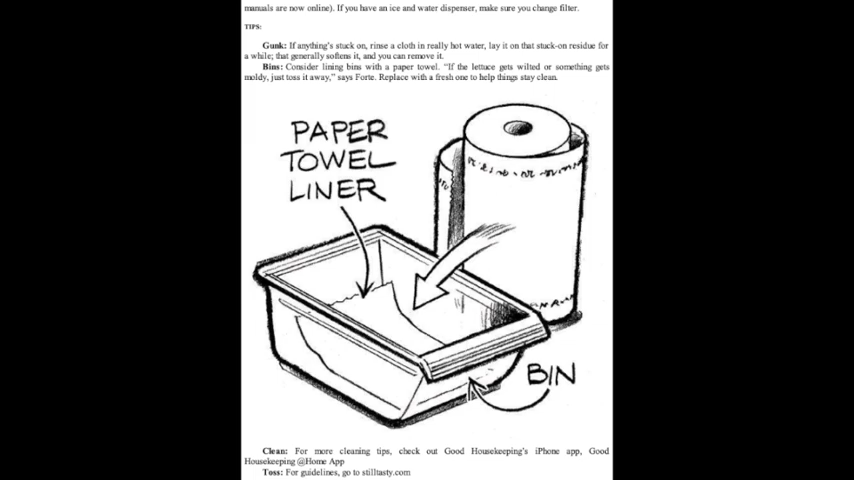 manuals are now online). If you have an ice and water dispenser, make sure you change filter.
TIPS:
Gunk: If anything's stuck on, rinse a cloth in really hot water, lay it on that stuck-on residue for
a while; that generally softens it, and you can remove it.
Bins: Consider lining bins with a paper towel. “If the lettuce gets wilted or something gets
moldy, just toss it away,” says Forte. Replace with a fresh one to help things stay clean.
PAPER
TOWEL
LINER
BIN
Clean: For more cleaning tips, check out Good Housekeeping's iPhone app, Good
Housekeeping @Home App
Toss: For guidelines, go to stilltasty.com